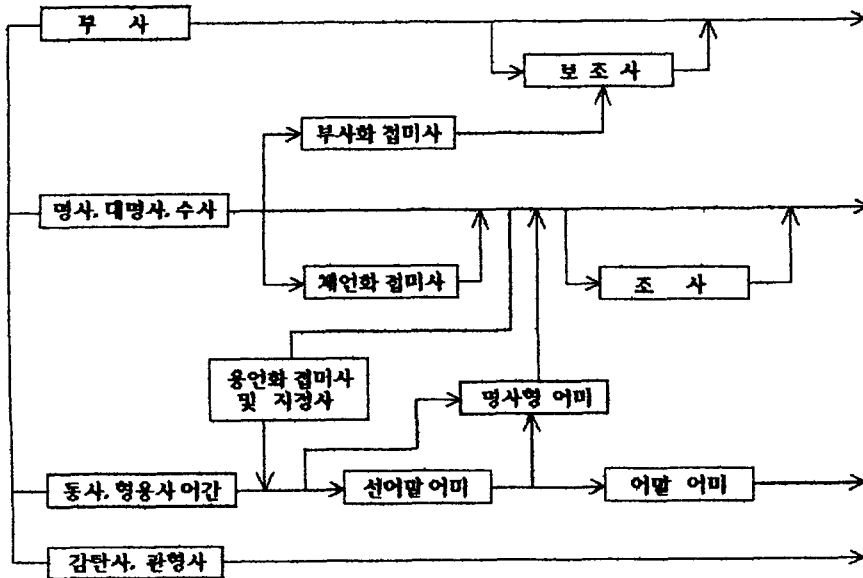 부 사
보 조 사
부사화 접미사
명사, 대명사, 수사
체언화 접미사
조 사
용언화 접미사
및 지정사
명사형 어미
동사, 형용사 어간
선어말 어미
어말 어미
감탄사, 관형사